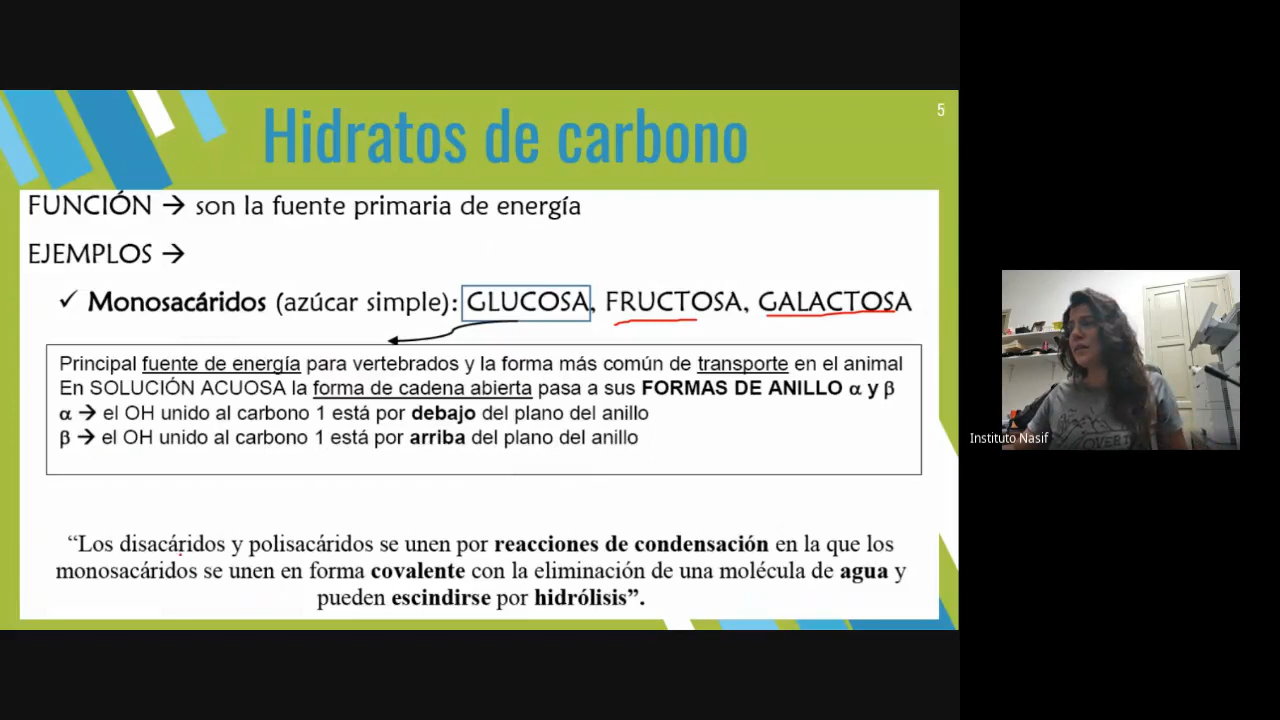 Hidratos de carbono
5
FUNCIÓN → son la fuente primaria de energía
EJEMPLOS →
✓ Monosacáridos (azúcar simple): GLUCOSA, FRUCTOSA, GALACTOSA
Principal fuente de energía para vertebrados y la forma más común de transporte en el animal
En SOLUCIÓN ACUOSA la forma de cadena abierta pasa a sus FORMAS DE ANILLO α y β
α → el OH unido al carbono 1 está por debajo del plano del anillo
β → el OH unido al carbono 1 está por arriba del plano del anillo
“Los disacáridos y polisacáridos se unen por reacciones de condensación en la que los
monosacáridos se unen en forma covalente con la eliminación de una molécula de agua y
pueden escindirse por hidrólisis”.
Instituto Nasif